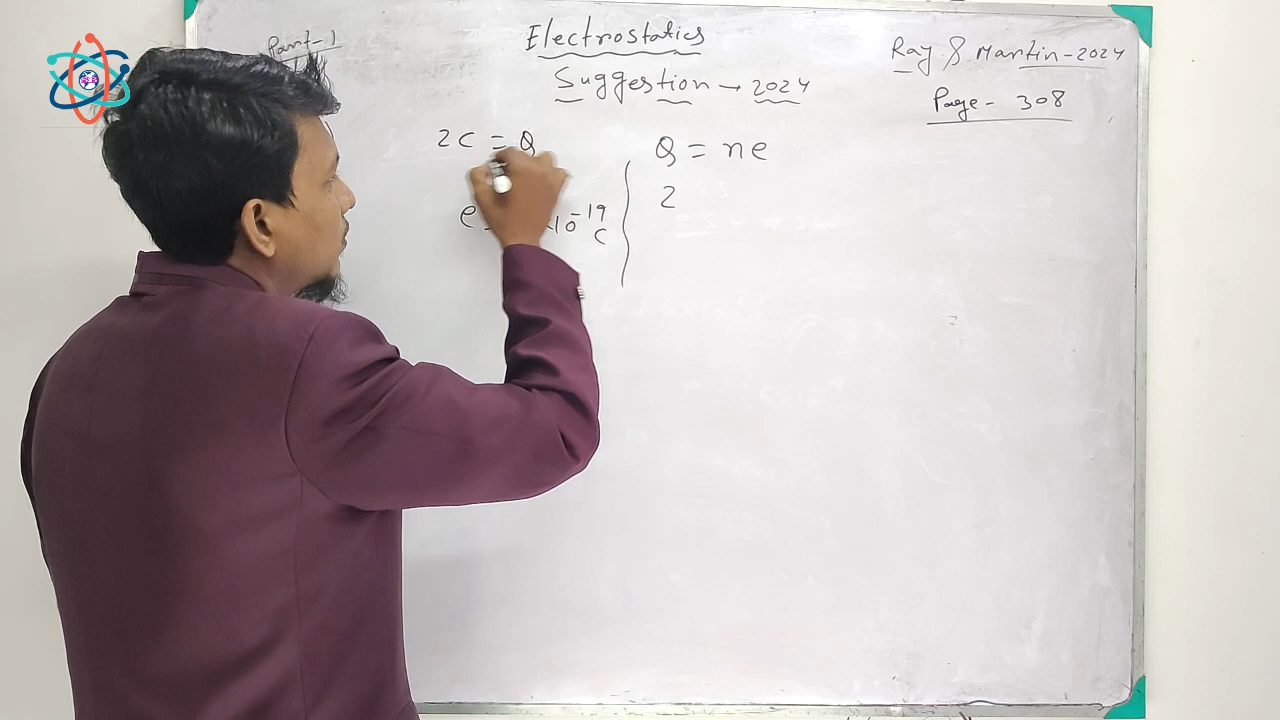 Part-1
Electrostatics
Suggestion → 2024
Ray & Martin-2024
Page - 308
2C = Q
e 10⁻¹⁹ C
Q = ne
2